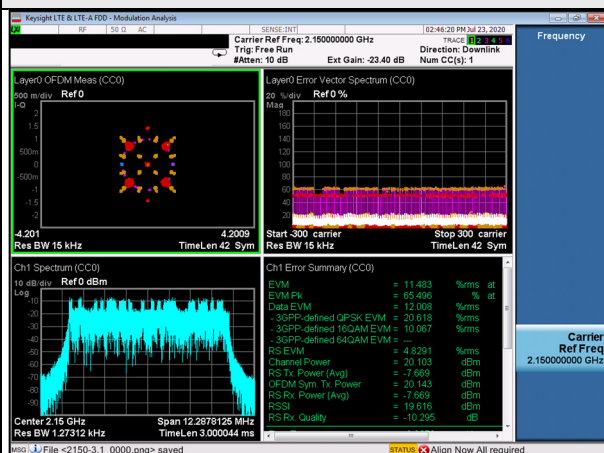 Keysight LTE & LTE-A FDD - Modulation Analysis
RF 50 Ω AC SENSE:INT 02:46:20 PM Jul 23, 2020
Carrier Ref Freq: 2.150000000 GHz TRACE 1 2 3 4 5 6
Trig: Free Run Direction: Downlink
#Atten: 10 dB Ext Gain: -23.40 dB Num CC(s): 1
Frequency
Layer0 OFDM Meas (CC0)
500 m/div Ref 0
I-Q
2
1.5
1
500m
0
-500m
-1
-1.5
-2
-4.201 4.2009
Res BW 15 kHz TimeLen 42 Sym
Layer0 Error Vector Spectrum (CC0)
20 %/div Ref 0 %
Mag
180
160
140
120
100
80
60
40
20
Start -300 carrier Stop 300 carrier
Res BW 15 kHz TimeLen 42 Sym
Ch1 Spectrum (CC0)
10 dB/div Ref 0 dBm
Log
-10
-20
-30
-40
-50
-60
-70
-80
-90
Center 2.15 GHz Span 12.2878125 MHz
Res BW 1.27312 kHz TimeLen 3.000044 ms
Ch1 Error Summary (CC0)
EVM = 11.483 %rms at
EVM Pk = 65.496 % at
Data EVM = 12.008 %rms
- 3GPP-defined QPSK EVM = 20.618 %rms
- 3GPP-defined 16QAM EVM = 10.067 %rms
- 3GPP-defined 64QAM EVM = ---
RS EVM = 4.8291 %rms
Channel Power = 20.103 dBm
RS Tx. Power (Avg) = -7.669 dBm
OFDM Sym. Tx. Power = 20.143 dBm
RS Rx. Power (Avg) = -7.669 dBm
RSSI = 19.616 dBm
RS Rx. Quality = -10.295 dB
Carrier
Ref Freq
2.150000000 GHz
MSG File <2150-3.1_0000.png> saved STATUS Align Now All required